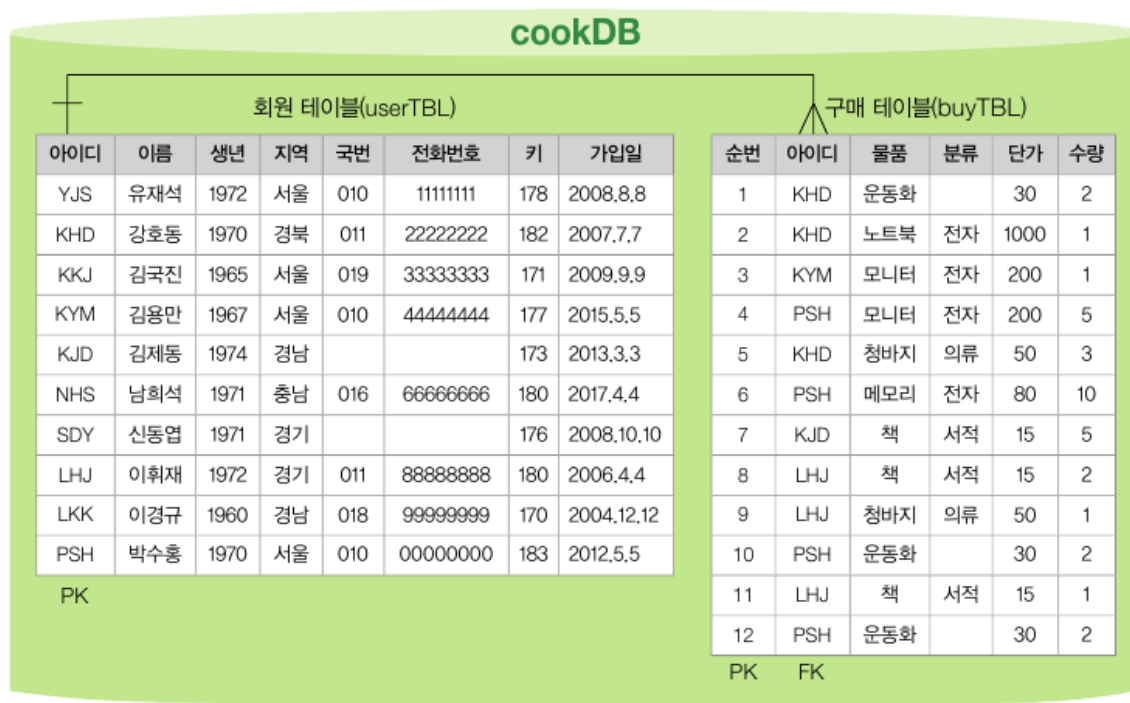 cookDB
회원 테이블(userTBL)
아이디 이름 생년 지역 국번 전화번호 키 가입일
YJS 유재석 1972 서울 010 11111111 178 2008.8.8
KHD 강호동 1970 경북 011 22222222 182 2007.7.7
KKJ 김국진 1965 서울 019 33333333 171 2009.9.9
KYM 김용만 1967 서울 010 44444444 177 2015.5.5
KJD 김제동 1974 경남 173 2013.3.3
NHS 남희석 1971 충남 016 66666666 180 2017.4.4
SDY 신동엽 1971 경기 176 2008.10.10
LHJ 이휘재 1972 경기 011 88888888 180 2006.4.4
LKK 이경규 1960 경남 018 99999999 170 2004.12.12
PSH 박수홍 1970 서울 010 00000000 183 2012.5.5
PK
구매 테이블(buyTBL)
순번 아이디 물품 분류 단가 수량
1 KHD 운동화 30 2
2 KHD 노트북 전자 1000 1
3 KYM 모니터 전자 200 1
4 PSH 모니터 전자 200 5
5 KHD 청바지 의류 50 3
6 PSH 메모리 전자 80 10
7 KJD 책 서적 15 5
8 LHJ 책 서적 15 2
9 LHJ 청바지 의류 50 1
10 PSH 운동화 30 2
11 LHJ 책 서적 15 1
12 PSH 운동화 30 2
PK FK